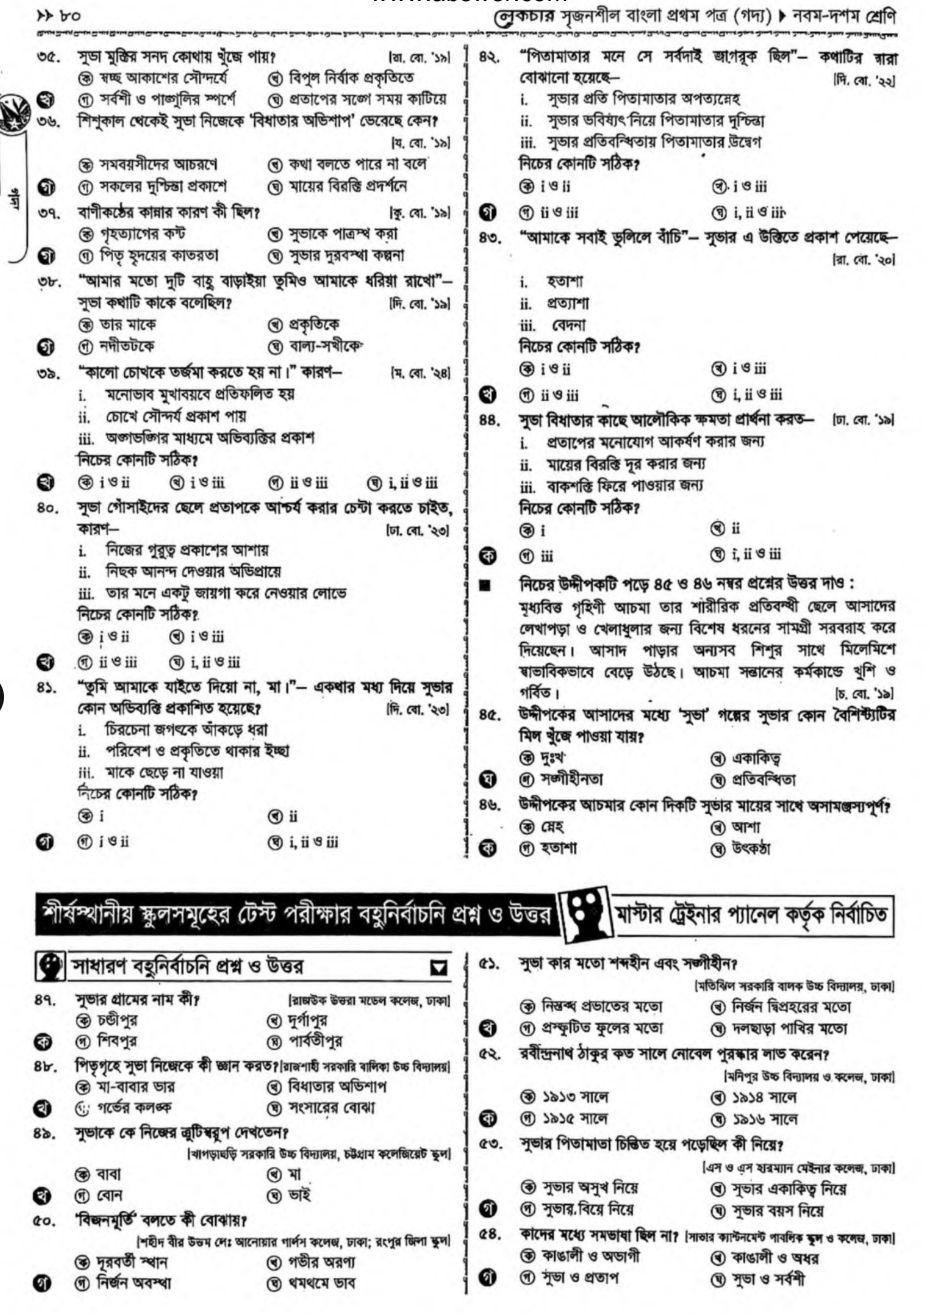 ৮০
লেকচার সৃজনশীল বাংলা প্রথম পত্র (গদ্য) নবম-দশম শ্রেণি
গদ্য
৩৫. সুভা মুক্তির সনদ কোথায় খুঁজে পায়? [রা. বো. '১৯]
ক স্বচ্ছ আকাশের সৌন্দর্যে খ বিপুল নির্বাক প্রকৃতিতে
খ গ সর্বশী ও পাঙ্গুলির স্পর্শে ঘ প্রতাপের সঙ্গে সময় কাটিয়ে
৩৬. শিশুকাল থেকেই সুভা নিজেকে 'বিধাতার অভিশাপ' ভেবেছে কেন?
[য. বো. '১৯]
ক সমবয়সীদের আচরণে খ কথা বলতে পারে না বলে
গ গ সকলের দুশ্চিন্তা প্রকাশে ঘ মায়ের বিরক্তি প্রদর্শনে
৩৭. বাণীকণ্ঠের কান্নার কারণ কী ছিল? [কু. বো. '১৯]
ক গৃহত্যাগের কষ্ট খ সুভাকে পাত্রস্থ করা
গ গ পিতৃ হৃদয়ের কাতরতা ঘ সুভার দুরবস্থা কল্পনা
৩৮. "আমার মতো দুটি বাহু বাড়াইয়া তুমিও আমাকে ধরিয়া রাখো"–
সুভা কথাটি কাকে বলেছিল? [দি. বো. '১৯]
ক তার মাকে খ প্রকৃতিকে
গ নদীতটকে ঘ বাল্য-সখীকে
৩৯. "কালো চোখকে তর্জমা করতে হয় না।" কারণ– [ম. বো. '২৪]
i. মনোভাব মুখাবয়বে প্রতিফলিত হয়
ii. চোখে সৌন্দর্য প্রকাশ পায়
iii. অঙ্গভঙ্গির মাধ্যমে অভিব্যক্তির প্রকাশ
নিচের কোনটি সঠিক?
খ ক i ও ii খ i ও iii গ ii ও iii ঘ i, ii ও iii
৪০. সুভা গোঁসাইদের ছেলে প্রতাপকে আশ্চর্য করার চেষ্টা করতে চাইত,
কারণ– [ঢা. বো. '২৩]
i. নিজের গুরুত্ব প্রকাশের আশায়
ii. নিছক আনন্দ দেওয়ার অভিপ্রায়ে
iii. তার মনে একটু জায়গা করে নেওয়ার লোভে
নিচের কোনটি সঠিক?
ক i ও ii খ i ও iii
খ গ ii ও iii ঘ i, ii ও iii
৪১. "তুমি আমাকে যাইতে দিয়ো না, মা।"– একথার মধ্য দিয়ে সুভার
কোন অভিব্যক্তি প্রকাশিত হয়েছে? [দি. বো. '২৩]
i. চিরচেনা জগৎকে আঁকড়ে ধরা
ii. পরিবেশ ও প্রকৃতিতে থাকার ইচ্ছা
iii. মাকে ছেড়ে না যাওয়া
নিচের কোনটি সঠিক?
ক i খ ii
গ গ i ও ii ঘ i, ii ও iii
৪২. "পিতামাতার মনে সে সর্বদাই জাগরূক ছিল"– কথাটির দ্বারা
বোঝানো হয়েছে– [দি. বো. '২২]
i. সুভার প্রতি পিতামাতার অপত্যস্নেহ
ii. সুভার ভবিষ্যৎ নিয়ে পিতামাতার দুশ্চিন্তা
iii. সুভার প্রতিবন্ধিতায় পিতামাতার উদ্বেগ
নিচের কোনটি সঠিক?
ক i ও ii খ i ও iii
গ গ ii ও iii ঘ i, ii ও iii
৪৩. "আমাকে সবাই ভুলিলে বাঁচি"– সুভার এ উক্তিতে প্রকাশ পেয়েছে–
[রা. বো. '২০]
i. হতাশা
ii. প্রত্যাশা
iii. বেদনা
নিচের কোনটি সঠিক?
ক i ও ii খ i ও iii
খ গ ii ও iii ঘ i, ii ও iii
৪৪. সুভা বিধাতার কাছে আলৌকিক ক্ষমতা প্রার্থনা করত– [ঢা. বো. '১৯]
i. প্রতাপের মনোযোগ আকর্ষণ করার জন্য
ii. মায়ের বিরক্তি দূর করার জন্য
iii. বাকশক্তি ফিরে পাওয়ার জন্য
নিচের কোনটি সঠিক?
ক i খ ii
ক গ iii ঘ i, ii ও iii
■ নিচের উদ্দীপকটি পড়ে ৪৫ ও ৪৬ নম্বর প্রশ্নের উত্তর দাও :
মধ্যবিত্ত গৃহিণী আচমা তার শারীরিক প্রতিবন্ধী ছেলে আসাদের
লেখাপড়া ও খেলাধুলার জন্য বিশেষ ধরনের সামগ্রী সরবরাহ করে
দিয়েছেন। আসাদ পাড়ার অন্যসব শিশুর সাথে মিলেমিশে
স্বাভাবিকভাবে বেড়ে উঠছে। আচমা সন্তানের কর্মকান্ডে খুশি ও
গর্বিত। [চ. বো. '১৯]
৪৫. উদ্দীপকের আসাদের মধ্যে 'সুভা' গল্পের সুভার কোন বৈশিষ্ট্যটির
মিল খুঁজে পাওয়া যায়?
ক দুঃখ খ একাকিত্ব
ঘ গ সঙ্গীহীনতা ঘ প্রতিবন্ধিতা
৪৬. উদ্দীপকের আচমার কোন দিকটি সুভার মায়ের সাথে অসামঞ্জস্যপূর্ণ?
ক স্নেহ খ আশা
ক গ হতাশা ঘ উৎকণ্ঠা
শীর্ষস্থানীয় স্কুলসমূহের টেস্ট পরীক্ষার বহুনির্বাচনি প্রশ্ন ও উত্তর মাস্টার ট্রেইনার প্যানেল কর্তৃক নির্বাচিত
সাধারণ বহুনির্বাচনি প্রশ্ন ও উত্তর
৪৭. সুভার গ্রামের নাম কী? [রাজউক উত্তরা মডেল কলেজ, ঢাকা]
ক চণ্ডীপুর খ দুর্গাপুর
ক গ শিবপুর ঘ পার্বতীপুর
৪৮. পিতৃগৃহে সুভা নিজেকে কী জ্ঞান করত? [রাজশাহী সরকারি বালিকা উচ্চ বিদ্যালয়]
ক মা-বাবার ভার খ বিধাতার অভিশাপ
খ গর্ভের কলঙ্ক ঘ সংসারের বোঝা
৪৯. সুভাকে কে নিজের ত্রুটিস্বরূপ দেখতেন?
[খাগড়াছড়ি সরকারি উচ্চ বিদ্যালয়, চট্টগ্রাম কলেজিয়েট স্কুল]
ক বাবা খ মা
খ গ বোন ঘ ভাই
৫০. 'বিজনমূর্তি' বলতে কী বোঝায়?
[শহীদ বীর উত্তম লেঃ আনোয়ার গার্লস কলেজ, ঢাকা; রংপুর জিলা স্কুল]
ক দূরবর্তী স্থান খ গভীর অরণ্য
গ গ নির্জন অবস্থা ঘ থমথমে ভাব
৫১. সুভা কার মতো শব্দহীন এবং সঙ্গীহীন?
[মতিঝিল সরকারি বালক উচ্চ বিদ্যালয়, ঢাকা]
ক নিস্তব্ধ প্রভাতের মতো খ নির্জন দ্বিপ্রহরের মতো
খ গ প্রস্ফুটিত ফুলের মতো ঘ দলছাড়া পাখির মতো
৫২. রবীন্দ্রনাথ ঠাকুর কত সালে নোবেল পুরস্কার লাভ করেন?
[মনিপুর উচ্চ বিদ্যালয় ও কলেজ, ঢাকা]
ক ১৯১৩ সালে খ ১৯১৪ সালে
ক গ ১৯১৫ সালে ঘ ১৯১৬ সালে
৫৩. সুভার পিতামাতা চিন্তিত হয়ে পড়েছিল কী নিয়ে?
[এস ও এস হারম্যান মেইনার কলেজ, ঢাকা]
ক সুভার অসুখ নিয়ে খ সুভার একাকিত্ব নিয়ে
গ গ সুভার বিয়ে নিয়ে ঘ সুভার বয়স নিয়ে
৫৪. কাদের মধ্যে সমভাষা ছিল না? [সাভার ক্যান্টনমেন্ট পাবলিক স্কুল ও কলেজ, ঢাকা]
ক কাঙালী ও অভাগী খ কাঙালী ও অধর
গ গ সুভা ও প্রতাপ ঘ সুভা ও সর্বশী